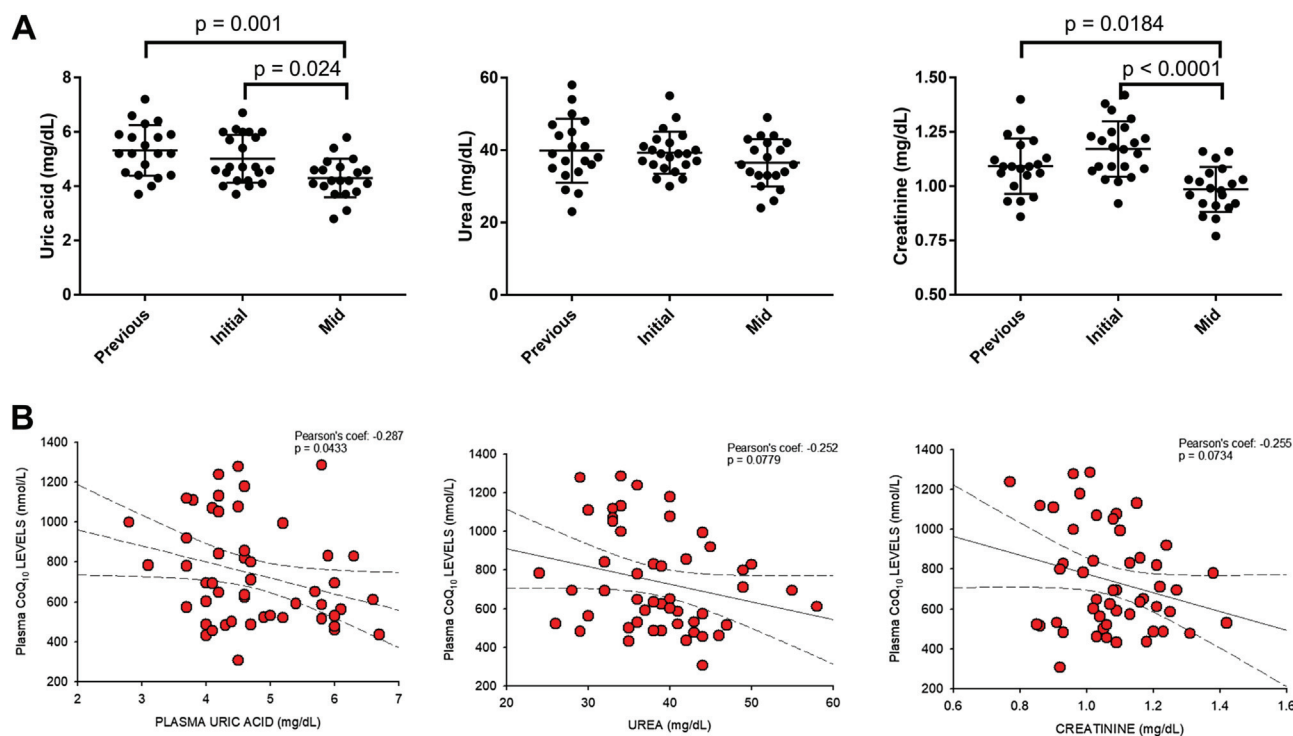 A
p = 0.001
p = 0.024
Uric acid (mg/dL)
8
6
4
2
0
Previous
Initial
Mid
Urea (mg/dL)
60
40
20
0
Previous
Initial
Mid
p = 0.0184
p < 0.0001
Creatinine (mg/dL)
1.50
1.25
1.00
0.75
0.50
Previous
Initial
Mid
B
Pearson's coef: -0.287
p = 0.0433
Plasma CoQ10 LEVELS (nmol/L)
1400
1200
1000
800
600
400
200
2
3
4
5
6
7
PLASMA URIC ACID (mg/dL)
Pearson's coef: -0.252
p = 0.0779
Plasma CoQ10 LEVELS (nmol/L)
1400
1200
1000
800
600
400
200
20
30
40
50
60
UREA (mg/dL)
Pearson's coef: -0.255
p = 0.0734
Plasma CoQ10 LEVELS (nmol/L)
1400
1200
1000
800
600
400
200
0.6
0.8
1.0
1.2
1.4
1.6
CREATININE (mg/dL)